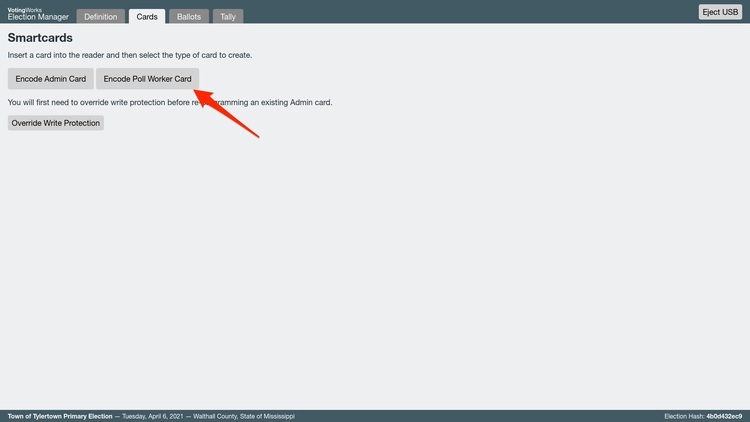 VotingWorks
Election Manager
Definition
Cards
Ballots
Tally
Eject USB
Smartcards
Insert a card into the reader and then select the type of card to create.
Encode Admin Card
Encode Poll Worker Card
You will first need to override write protection before re gramming an existing Admin card.
Override Write Protection
Town of Tylertown Primary Election — Tuesday, April 6, 2021 — Walthall County, State of Mississippi
Election Hash: 4b0d432ec9